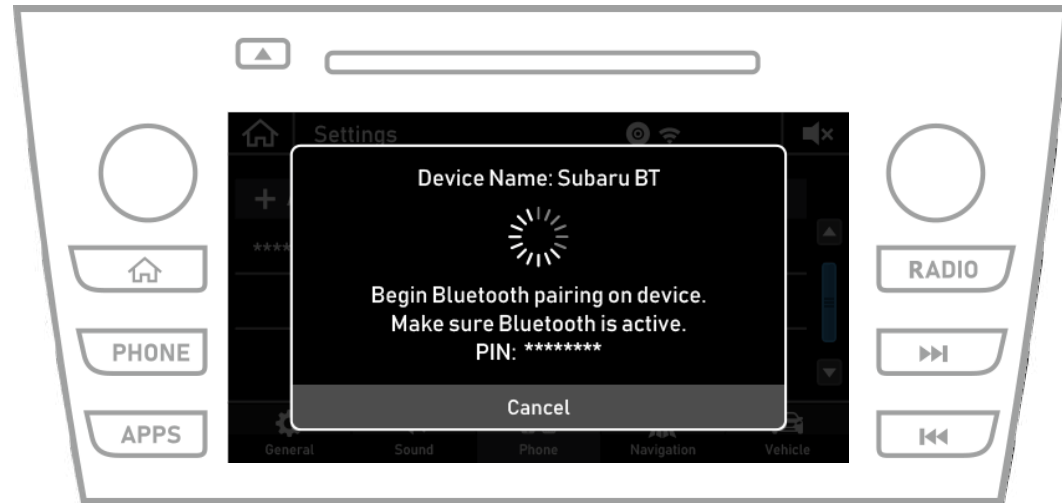 Settings
Device Name: Subaru BT
****
Begin Bluetooth pairing on device.
Make sure Bluetooth is active.
PIN: ********
Cancel
General Sound Phone Navigation Vehicle
PHONE
APPS
RADIO